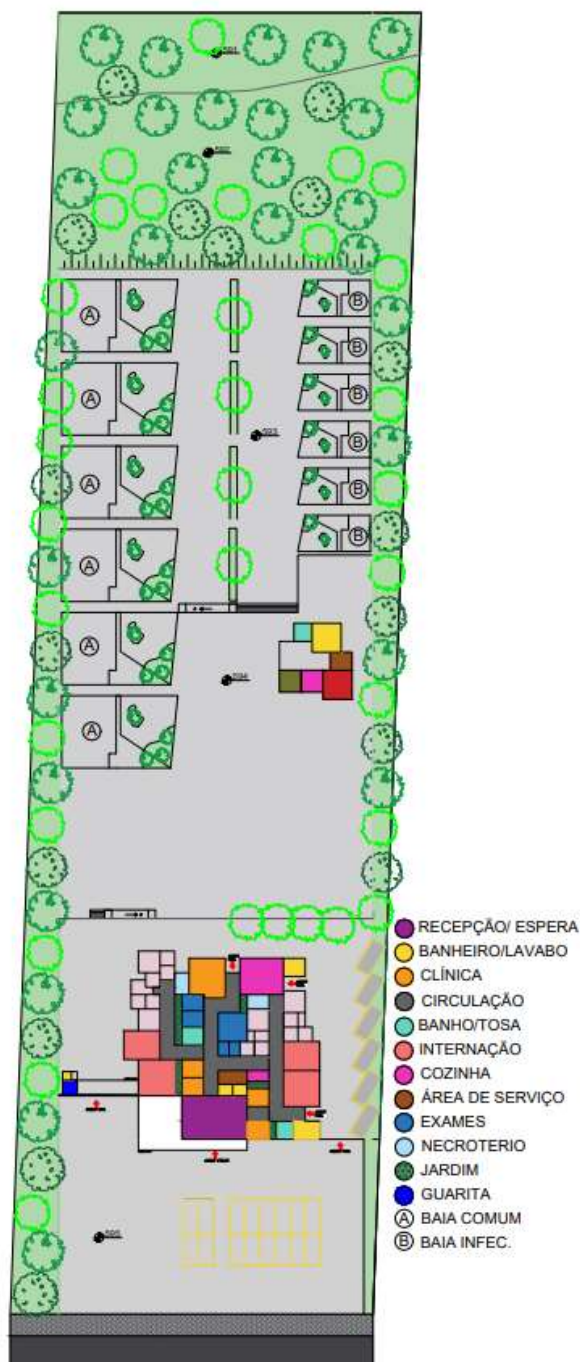 B
A
B
A
B
B
A
B
B
A
A
A
RECEPÇÃO/ ESPERA
BANHEIRO/LAVABO
CLÍNICA
CIRCULAÇÃO
BANHO/TOSA
INTERNAÇÃO
COZINHA
ÁREA DE SERVIÇO
EXAMES
NECROTERIO
JARDIM
GUARITA
A BAIA COMUM
B BAIA INFEC.